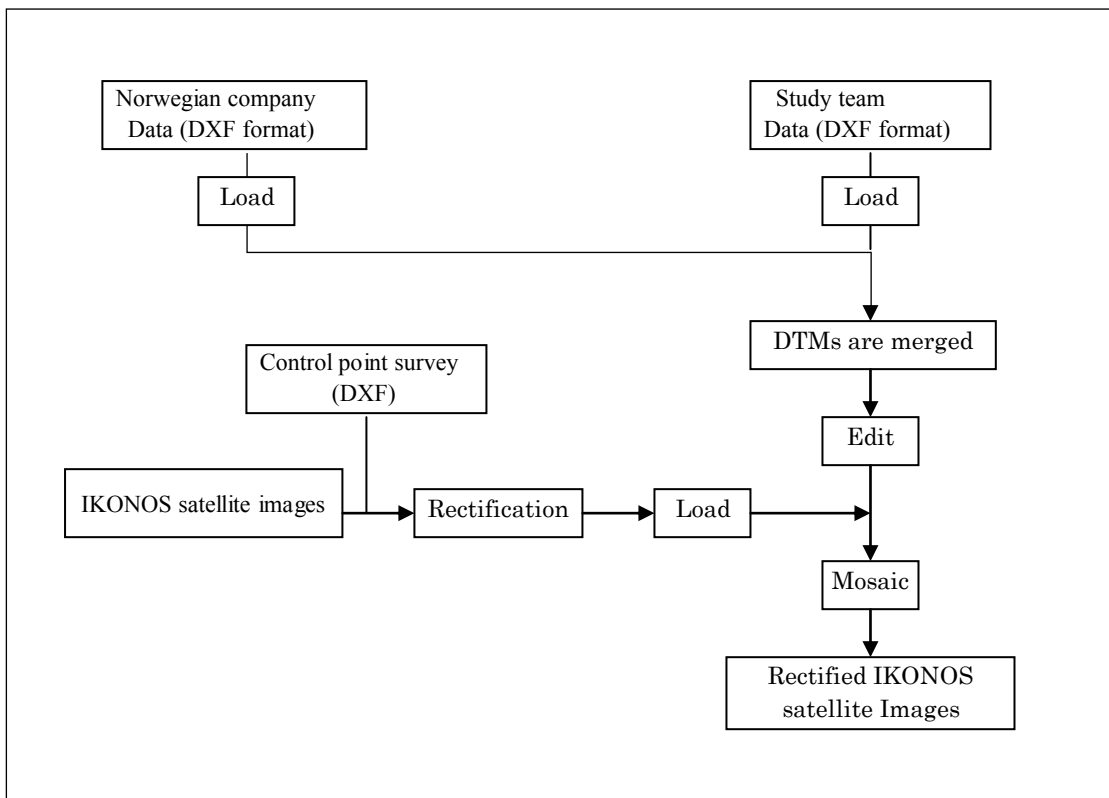 Norwegian company
Data (DXF format)
Study team
Data (DXF format)
Load
Load
DTMs are merged
Control point survey
(DXF)
Edit
IKONOS satellite images
Rectification
Load
Mosaic
Rectified IKONOS
satellite Images